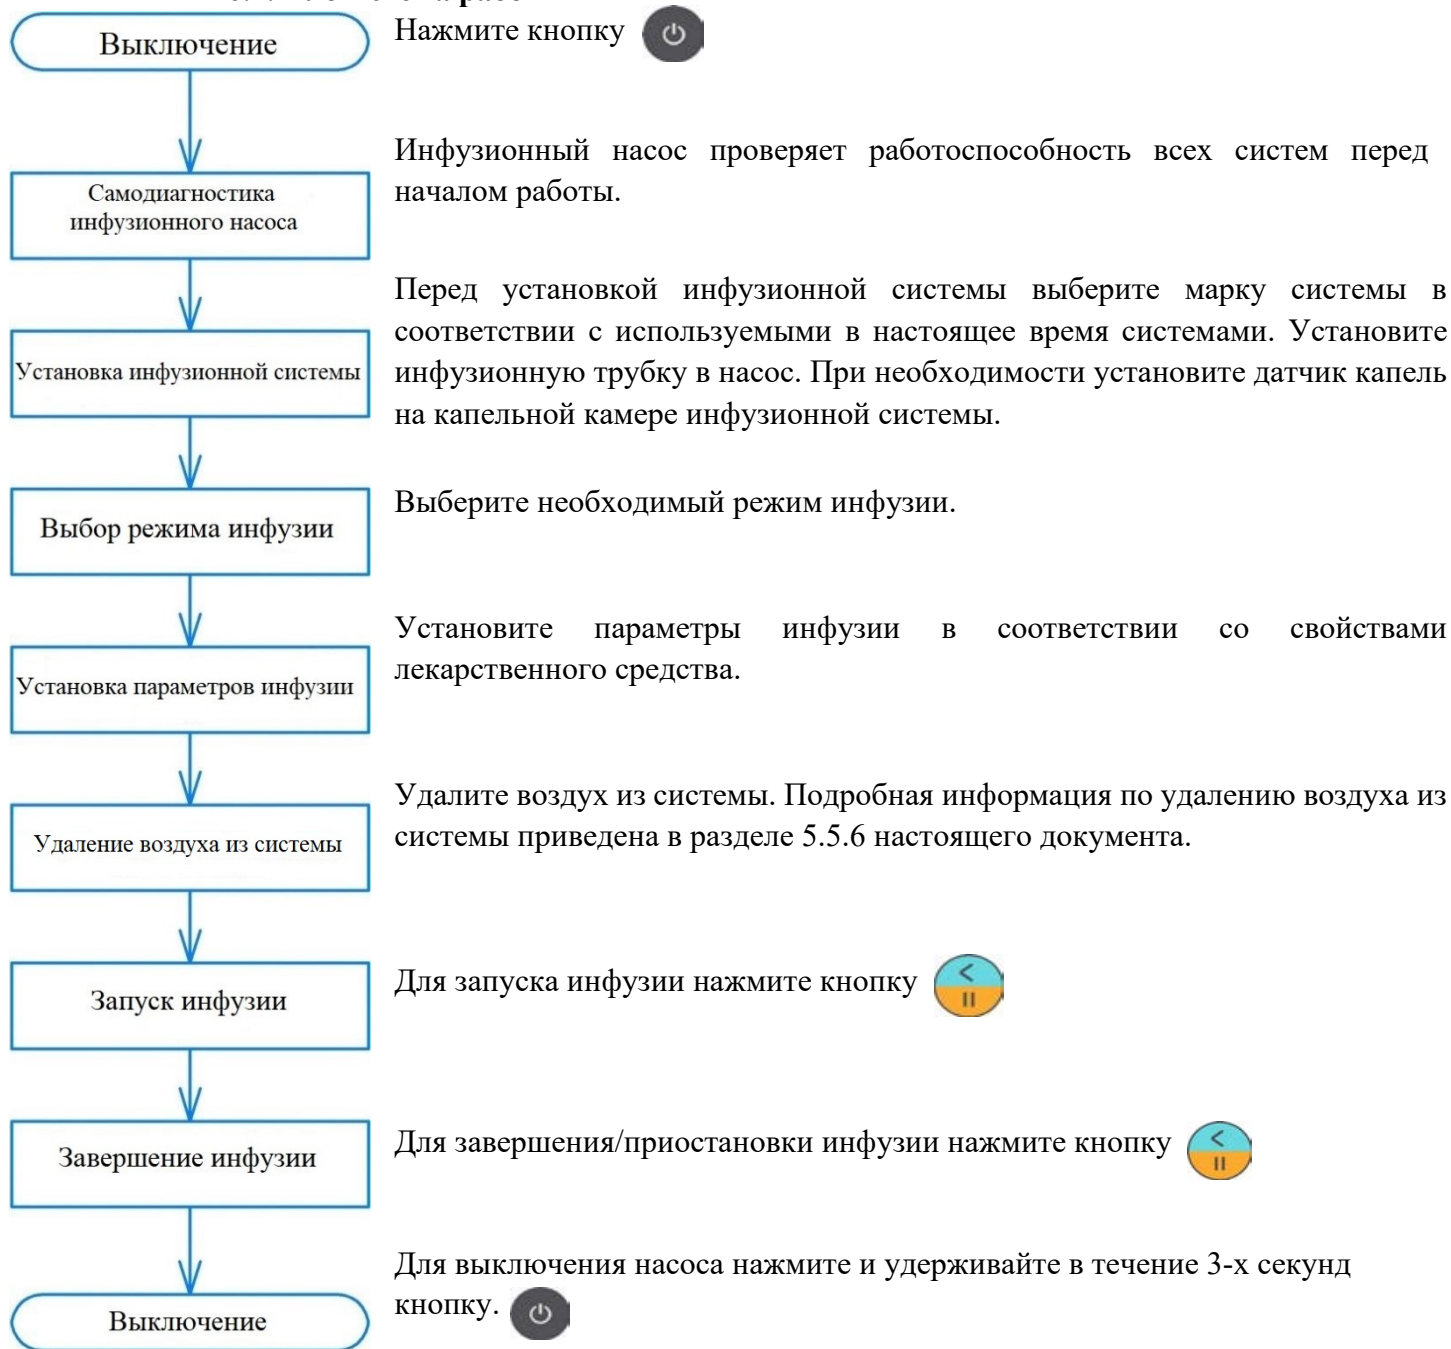 Выключение
Нажмите кнопку
Самодиагностика
инфузионного насоса
Инфузионный насос проверяет работоспособность всех систем перед
началом работы.
Установка инфузионной системы
Перед установкой инфузионной системы выберите марку системы в
соответствии с используемыми в настоящее время системами. Установите
инфузионную трубку в насос. При необходимости установите датчик капель
на капельной камере инфузионной системы.
Выбор режима инфузии
Выберите необходимый режим инфузии.
Установка параметров инфузии
Установите параметры инфузии в соответствии со свойствами
лекарственного средства.
Удаление воздуха из системы
Удалите воздух из системы. Подробная информация по удалению воздуха из
системы приведена в разделе 5.5.6 настоящего документа.
Запуск инфузии
Для запуска инфузии нажмите кнопку
Завершение инфузии
Для завершения/приостановки инфузии нажмите кнопку
Выключение
Для выключения насоса нажмите и удерживайте в течение 3-х секунд
кнопку.